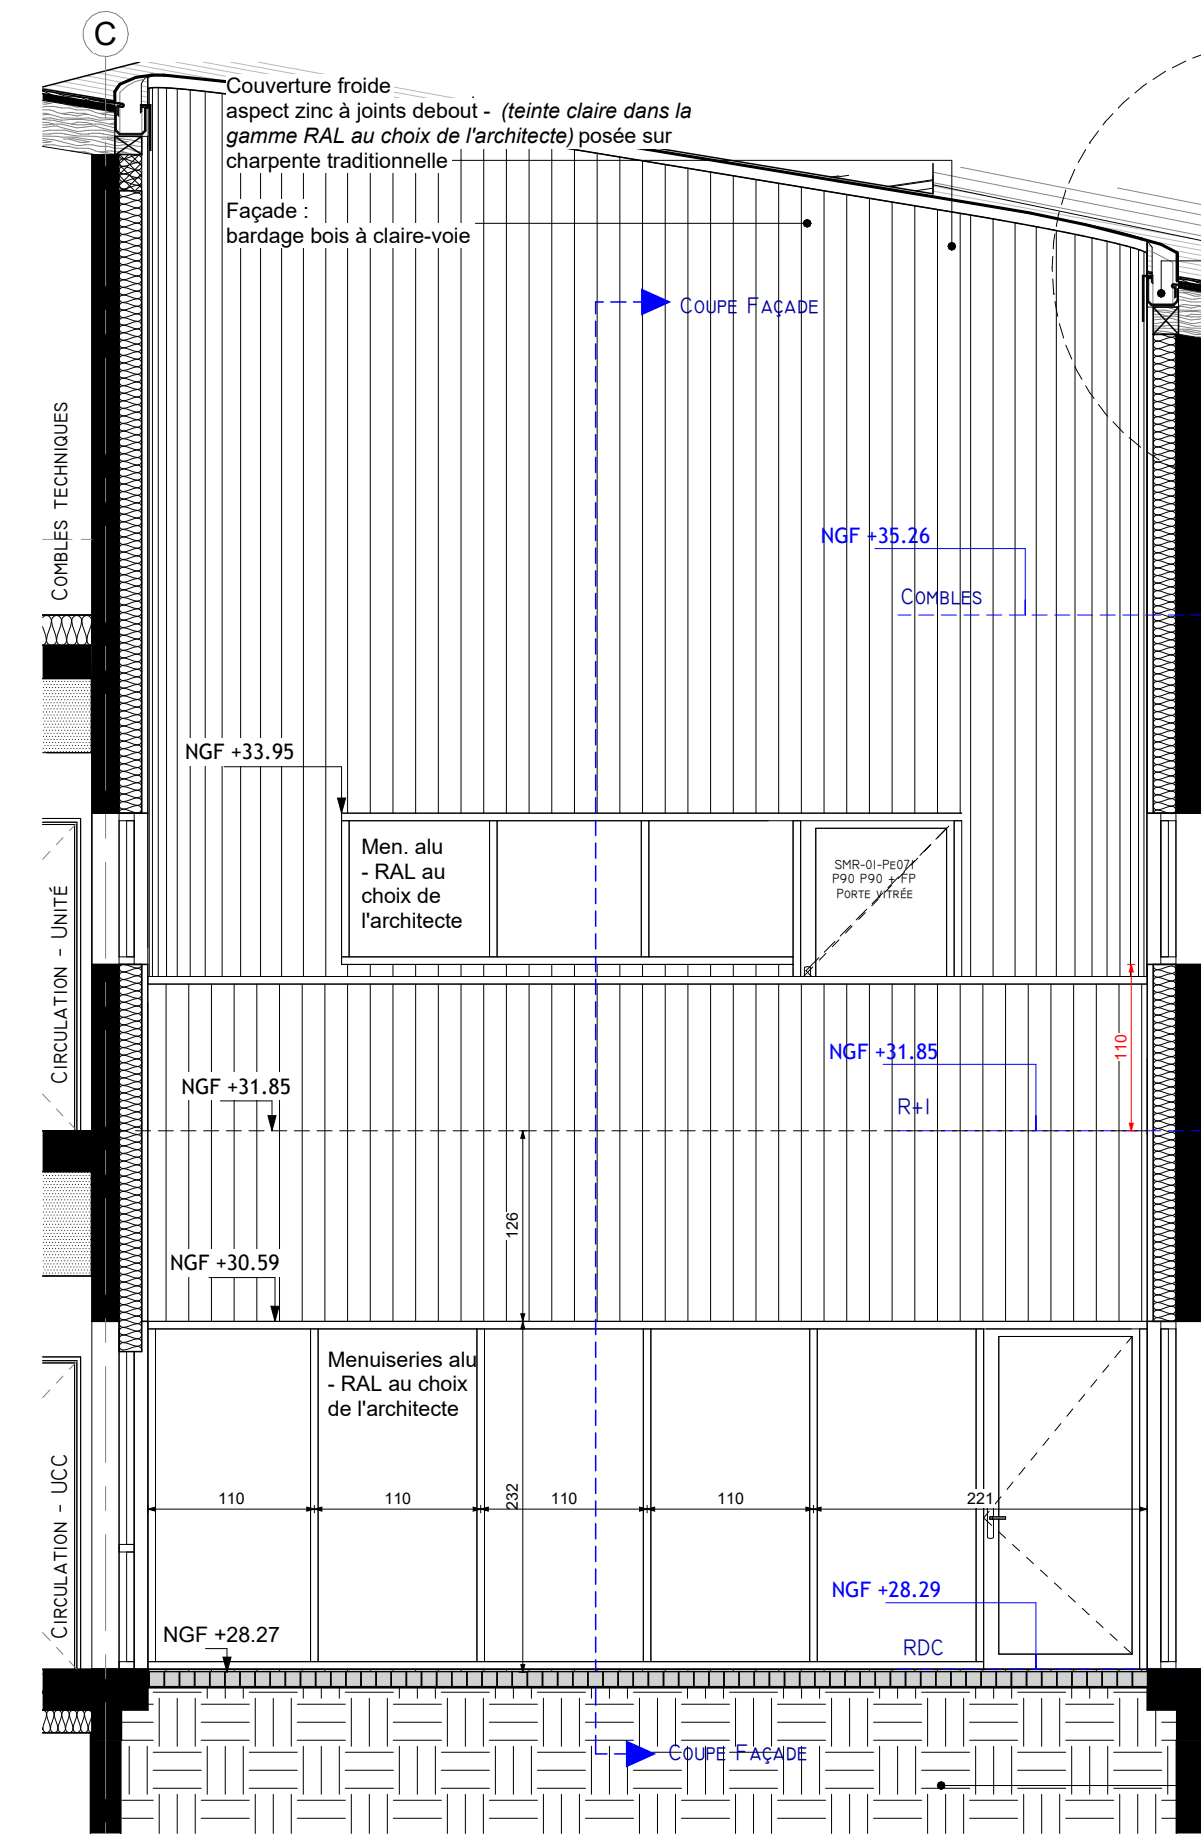 C
Couverture froide
aspect zinc à joints debout - (teinte claire dans la
gamme RAL au choix de l'architecte) posée sur
charpente traditionnelle
Façade :
bardage bois à claire-voie
COUPE FAÇADE
COMBLES TECHNIQUES
NGF +35.26
COMBLES
NGF +33.95
Men. alu
- RAL au
choix de
l'architecte
SMR-01-PE071
P90 P90 + FP
PORTE VITRÉE
CIRCULATION - UNITÉ
NGF +31.85
110
NGF +31.85
R+1
126
NGF +30.59
Menuiseries alu
- RAL au choix
de l'architecte
CIRCULATION - UCC
110
110
232
110
110
221
NGF +28.29
NGF +28.27
RDC
COUPE FAÇADE